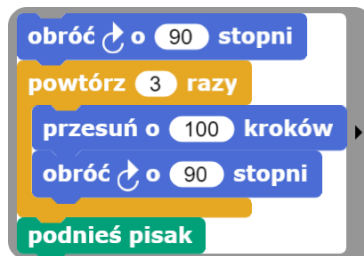 obróć o 90 stopni
powtórz 3 razy
przesuń o 100 kroków
obróć o 90 stopni
podnieś pisak